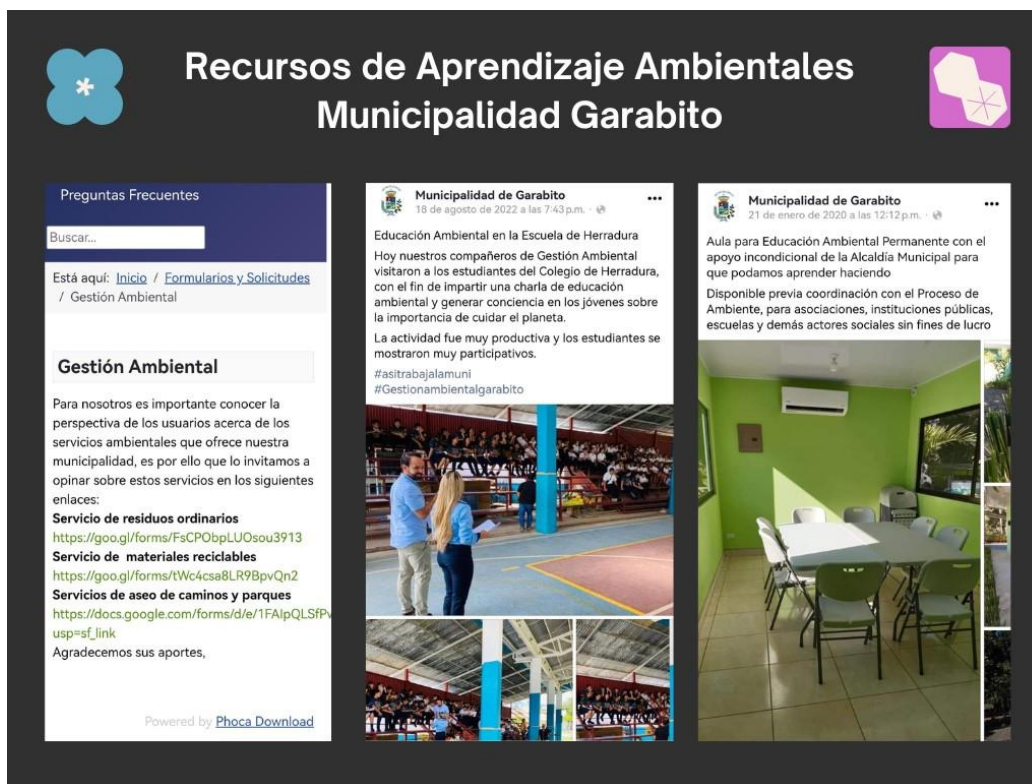 Recursos de Aprendizaje Ambientales
Municipalidad Garabito
Preguntas Frecuentes
Buscar...
Está aquí: Inicio / Formularios y Solicitudes
/ Gestión Ambiental
Gestión Ambiental
Para nosotros es importante conocer la
perspectiva de los usuarios acerca de los
servicios ambientales que ofrece nuestra
municipalidad, es por ello que lo invitamos a
opinar sobre estos servicios en los siguientes
enlaces:
Servicio de residuos ordinarios
https://goo.gl/forms/FsCPObpLUOsou3913
Servicio de materiales reciclables
https://goo.gl/forms/tWc4csa8LR9BpvQn2
Servicios de aseo de caminos y parques
https://docs.google.com/forms/d/e/1FAIpQLSfPv
usp=sf_link
Agradecemos sus aportes,
Powered by Phoca Download
Municipalidad de Garabito
18 de agosto de 2022 a las 7:43 p.m. ·
Educación Ambiental en la Escuela de Herradura
Hoy nuestros compañeros de Gestión Ambiental
visitaron a los estudiantes del Colegio de Herradura,
con el fin de impartir una charla de educación
ambiental y generar conciencia en los jóvenes sobre
la importancia de cuidar el planeta.
La actividad fue muy productiva y los estudiantes se
mostraron muy participativos.
#asitrabajalamuni
#Gestionambientalgarabito
Municipalidad de Garabito
21 de enero de 2020 a las 12:12 p.m. ·
Aula para Educación Ambiental Permanente con el
apoyo incondicional de la Alcaldía Municipal para
que podamos aprender haciendo
Disponible previa coordinación con el Proceso de
Ambiente, para asociaciones, instituciones públicas,
escuelas y demás actores sociales sin fines de lucro